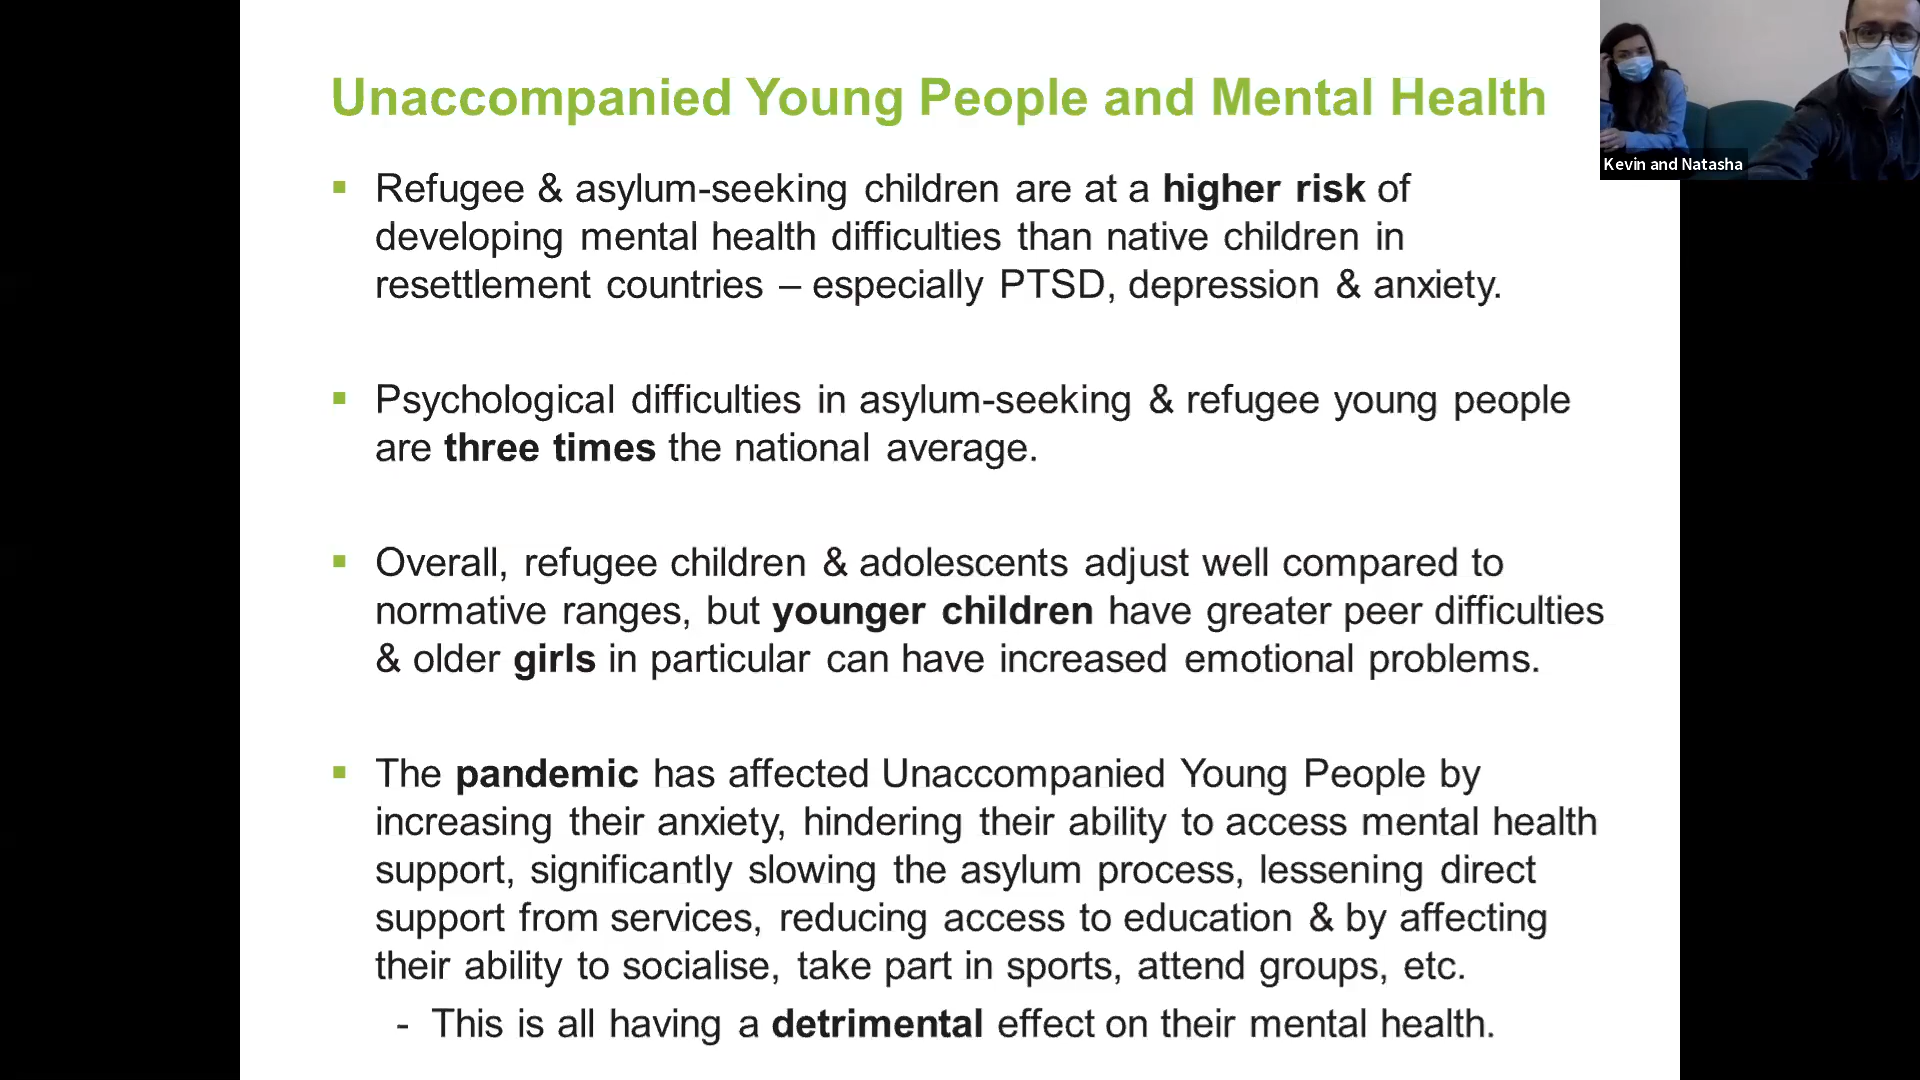 Unaccompanied Young People and Mental Health
Kevin and Natasha
▪ Refugee & asylum-seeking children are at a higher risk of
developing mental health difficulties than native children in
resettlement countries – especially PTSD, depression & anxiety.
▪ Psychological difficulties in asylum-seeking & refugee young people
are three times the national average.
▪ Overall, refugee children & adolescents adjust well compared to
normative ranges, but younger children have greater peer difficulties
& older girls in particular can have increased emotional problems.
▪ The pandemic has affected Unaccompanied Young People by
increasing their anxiety, hindering their ability to access mental health
support, significantly slowing the asylum process, lessening direct
support from services, reducing access to education & by affecting
their ability to socialise, take part in sports, attend groups, etc.
- This is all having a detrimental effect on their mental health.